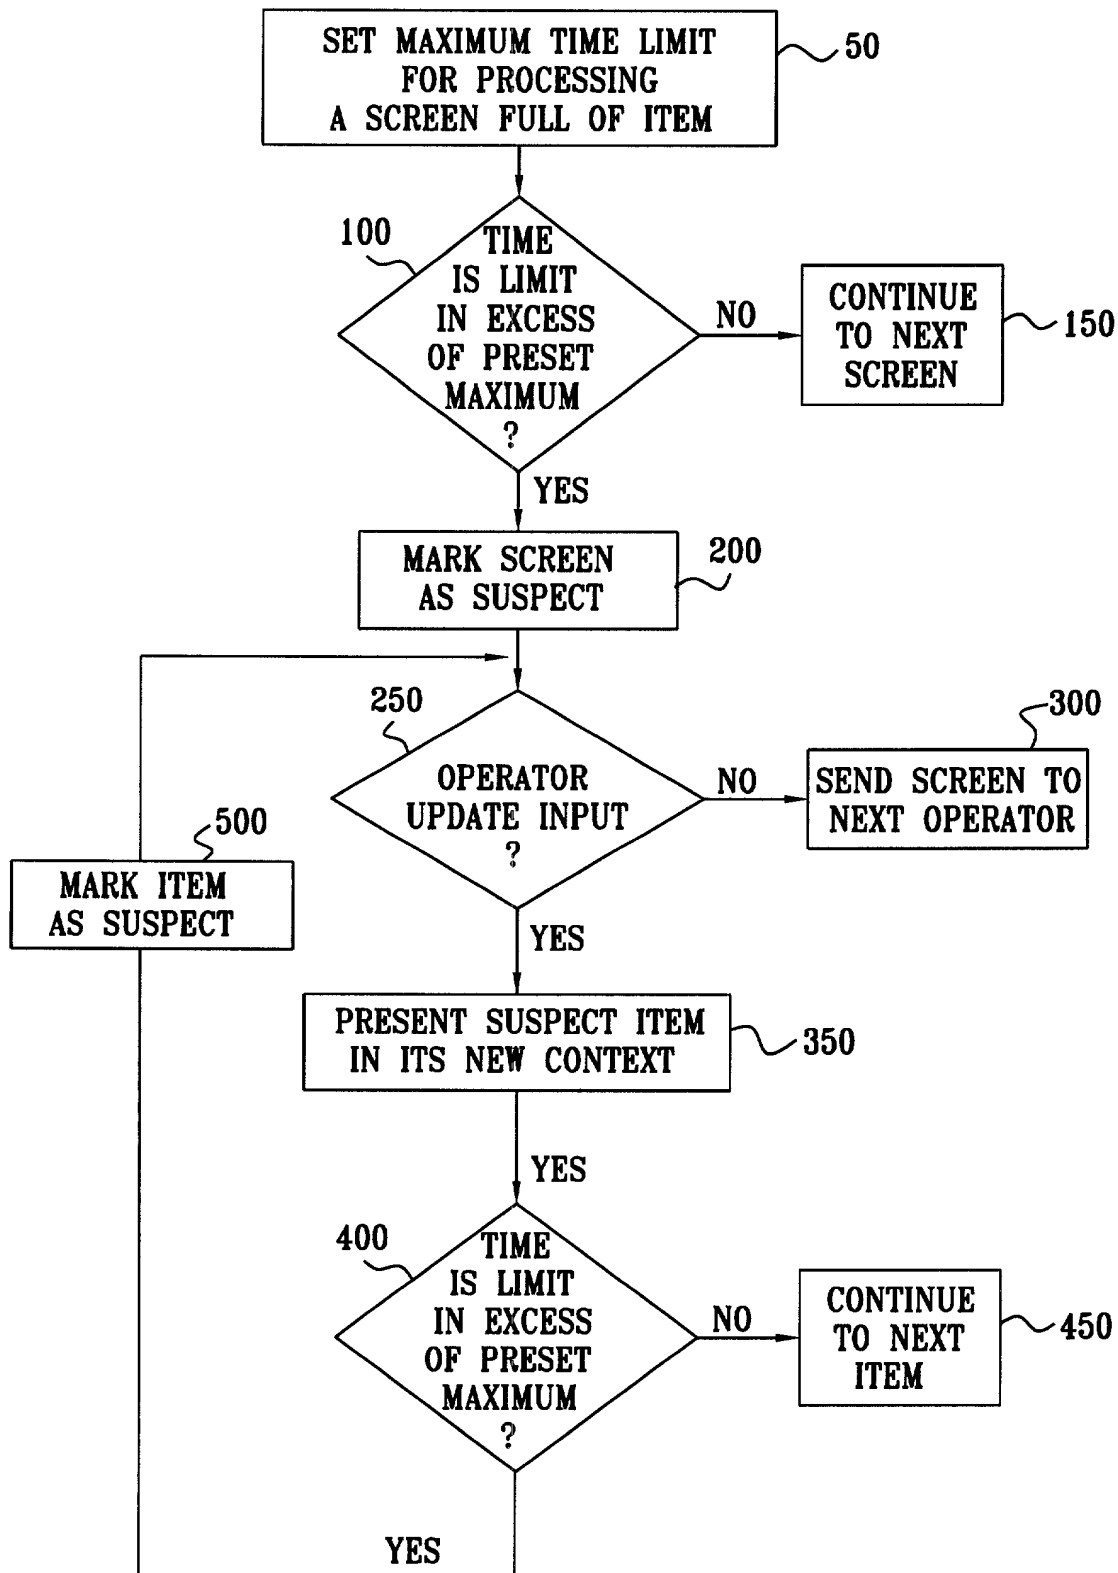 SET MAXIMUM TIME LIMIT
FOR PROCESSING
A SCREEN FULL OF ITEM
50
100
TIME
IS LIMIT
IN EXCESS
OF PRESET
MAXIMUM
?
NO
CONTINUE
TO NEXT
SCREEN
150
YES
MARK SCREEN
AS SUSPECT
200
250
OPERATOR
UPDATE INPUT
?
NO
300
SEND SCREEN TO
NEXT OPERATOR
500
MARK ITEM
AS SUSPECT
YES
PRESENT SUSPECT ITEM
IN ITS NEW CONTEXT
350
YES
400
TIME
IS LIMIT
IN EXCESS
OF PRESET
MAXIMUM
?
NO
CONTINUE
TO NEXT
ITEM
450
YES